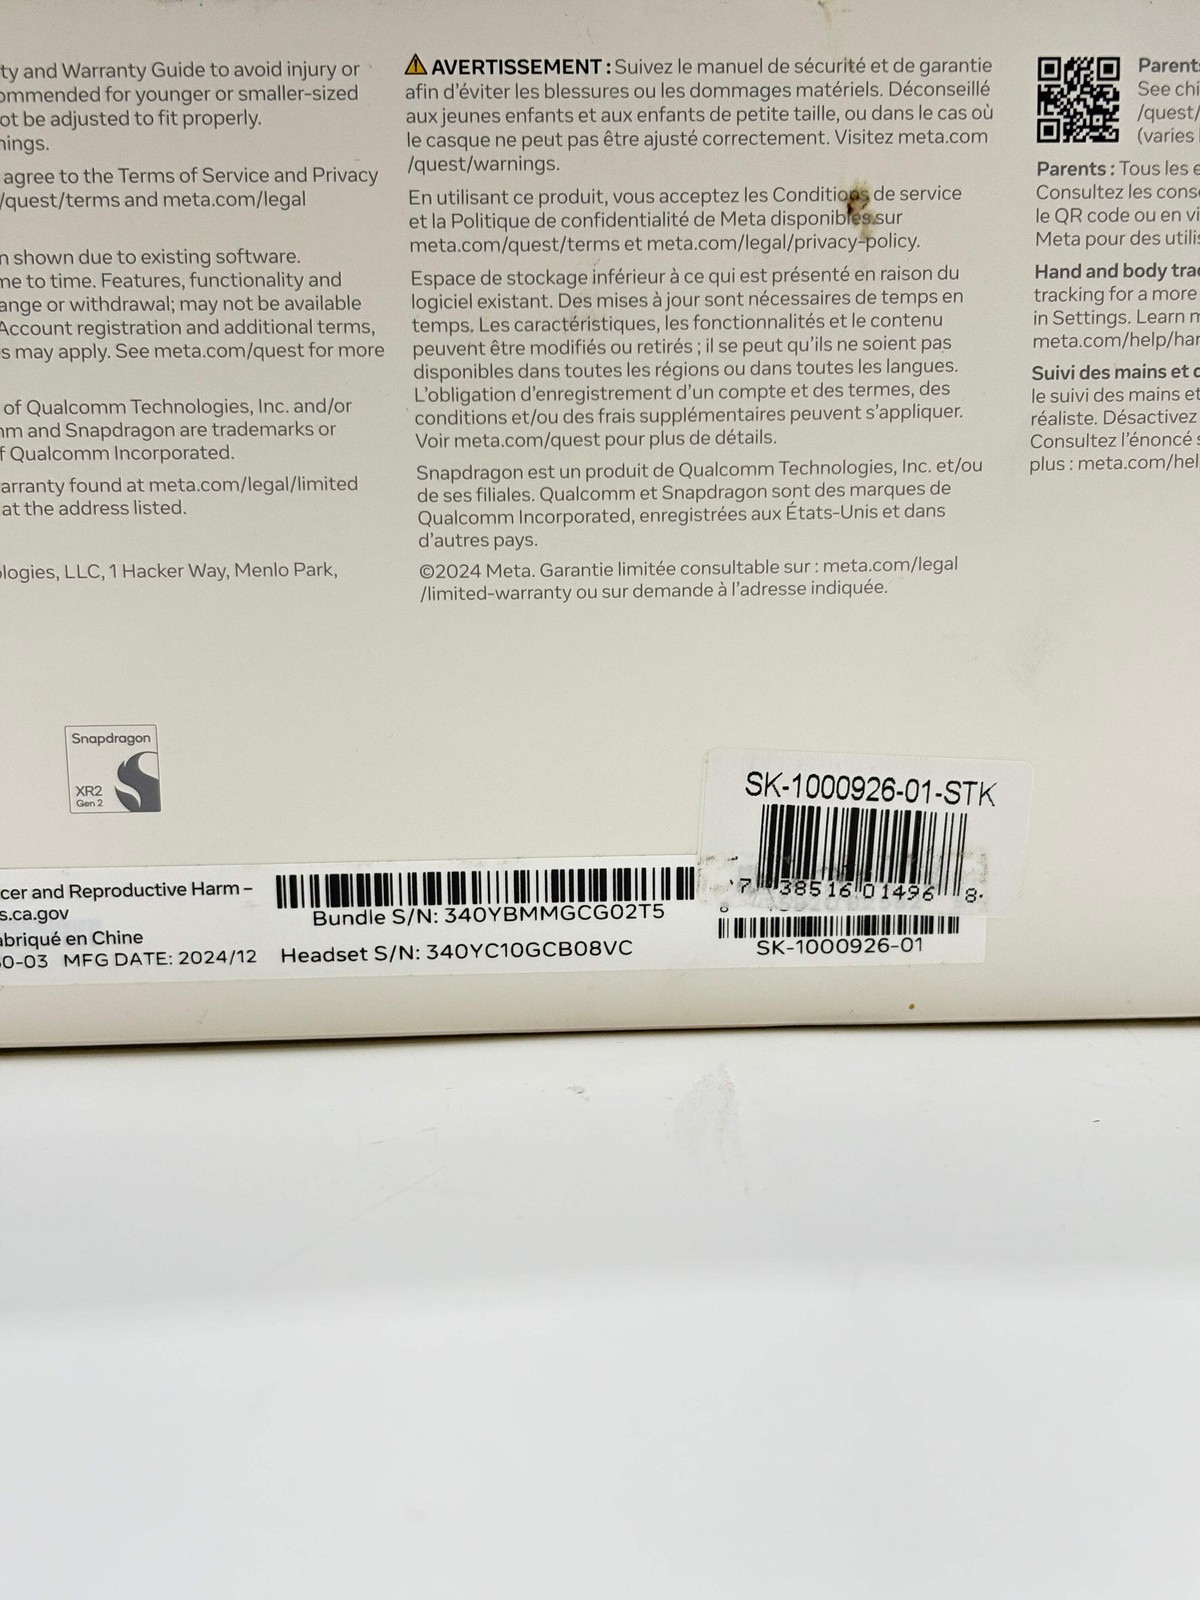 ty and Warranty Guide to avoid injury or
ommended for younger or smaller-sized
ot be adjusted to fit properly.
nings.
agree to the Terms of Service and Privacy
/quest/terms and meta.com/legal
n shown due to existing software.
me to time. Features, functionality and
ange or withdrawal; may not be available
Account registration and additional terms,
s may apply. See meta.com/quest for more
of Qualcomm Technologies, Inc. and/or
nm and Snapdragon are trademarks or
f Qualcomm Incorporated.
arranty found at meta.com/legal/limited
at the address listed.
ologies, LLC, 1 Hacker Way, Menlo Park,
AVERTISSEMENT : Suivez le manuel de sécurité et de garantie
afin d'éviter les blessures ou les dommages matériels. Déconseillé
aux jeunes enfants et aux enfants de petite taille, ou dans le cas où
le casque ne peut pas être ajusté correctement. Visitez meta.com
/quest/warnings.
En utilisant ce produit, vous acceptez les Conditions de service
et la Politique de confidentialité de Meta disponibles sur
meta.com/quest/terms et meta.com/legal/privacy-policy.
Espace de stockage inférieur à ce qui est présenté en raison du
logiciel existant. Des mises à jour sont nécessaires de temps en
temps. Les caractéristiques, les fonctionnalités et le contenu
peuvent être modifiés ou retirés ; il se peut qu'ils ne soient pas
disponibles dans toutes les régions ou dans toutes les langues.
L'obligation d'enregistrement d'un compte et des termes, des
conditions et/ou des frais supplémentaires peuvent s'appliquer.
Voir meta.com/quest pour plus de détails.
Snapdragon est un produit de Qualcomm Technologies, Inc. et/ou
de ses filiales. Qualcomm et Snapdragon sont des marques de
Qualcomm Incorporated, enregistrées aux États-Unis et dans
d'autres pays.
©2024 Meta. Garantie limitée consultable sur : meta.com/legal
/limited-warranty ou sur demande à l'adresse indiquée.
Parents
See chi
/quest/
(varies
Parents : Tous les e
Consultez les cons
le QR code ou en vi
Meta pour des utilis
Hand and body trac
tracking for a more
in Settings. Learn m
meta.com/help/har
Suivi des mains et d
le suivi des mains et
réaliste. Désactivez
Consultez l'énoncé s
plus : meta.com/hel
Snapdragon
XR2
Gen 2
cer and Reproductive Harm –
s.ca.gov
abriqué en Chine
0-03 MFG DATE: 2024/12
Bundle S/N: 340YBMMGCG02T5
Headset S/N: 340YC10GCB08VC
SK-1000926-01-STK
7 38516 01496 8
SK-1000926-01